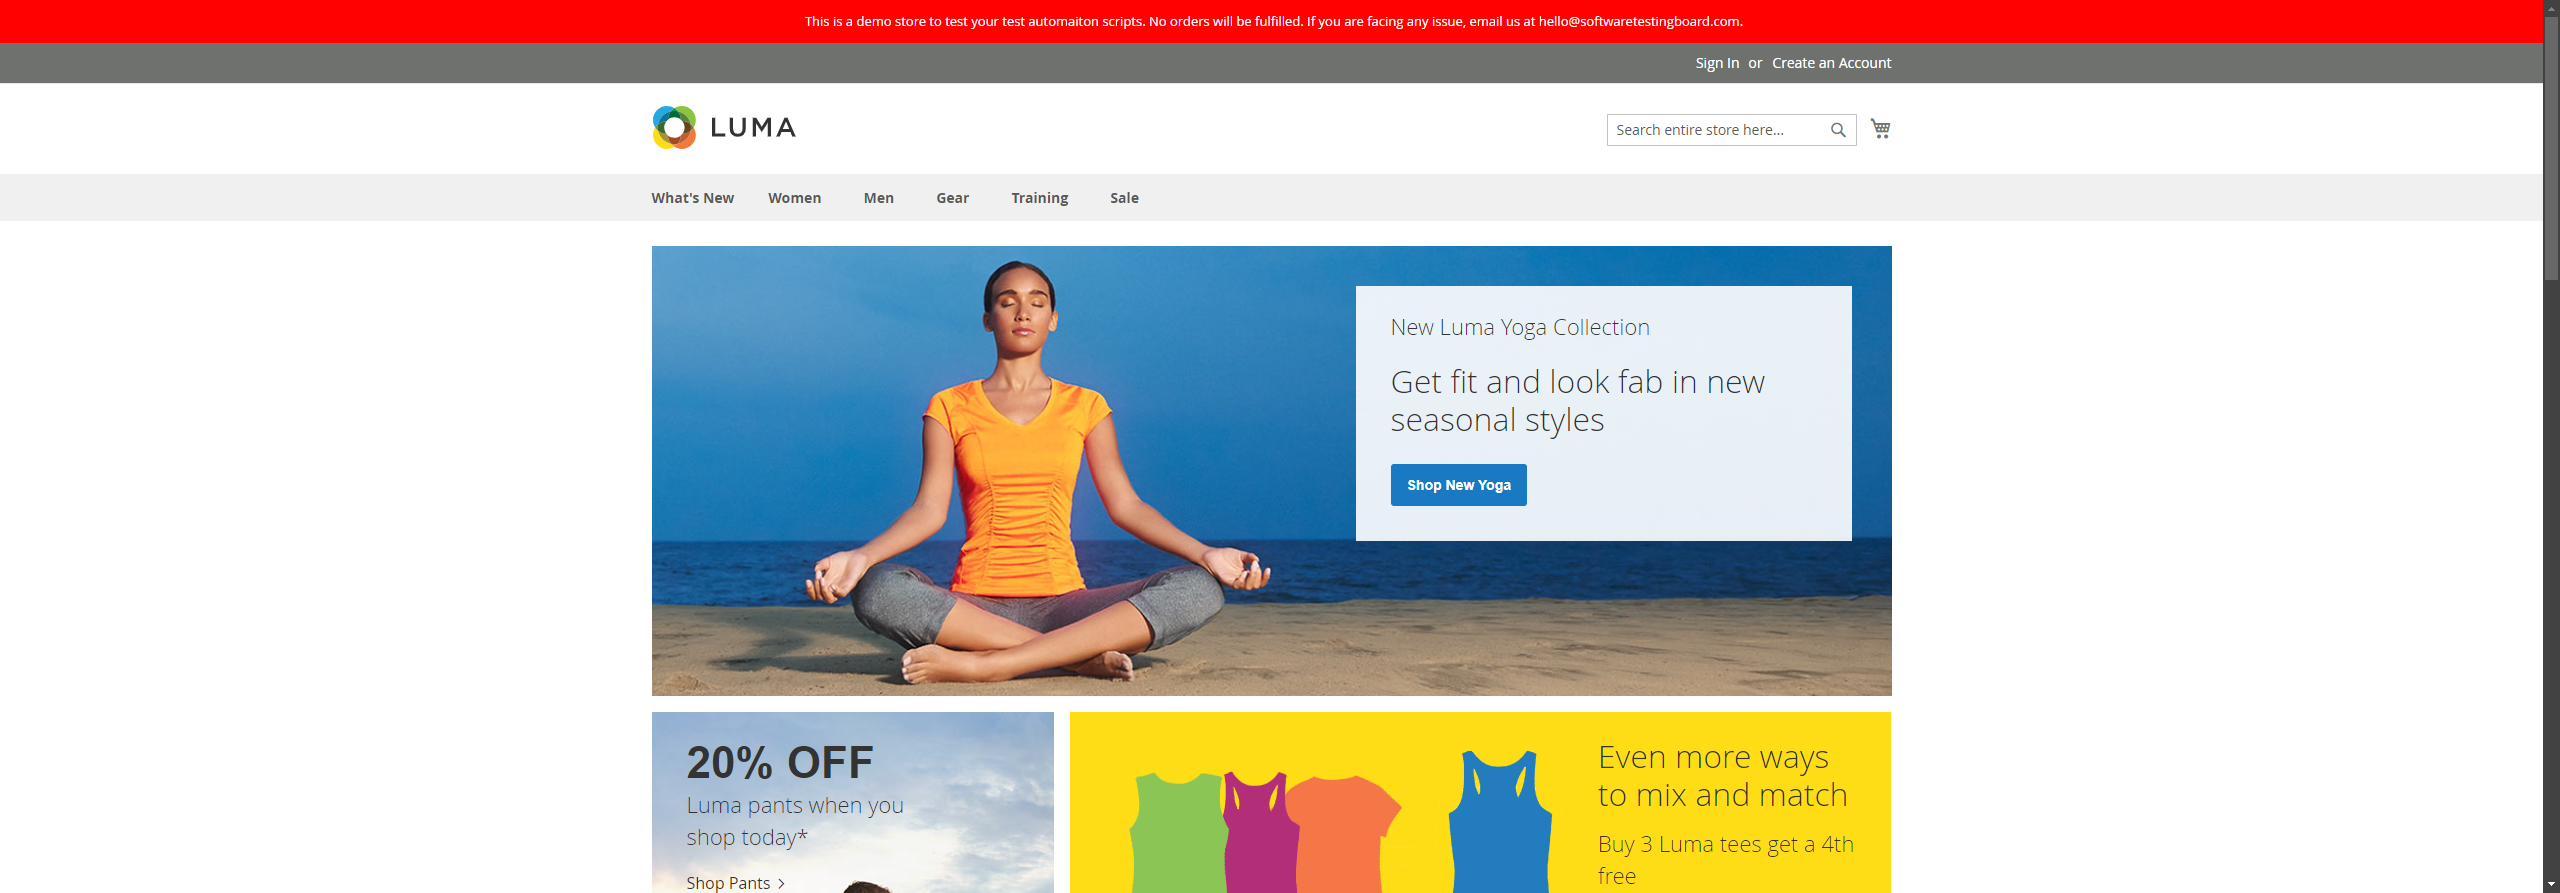 This is a demo store to test your test automaiton scripts. No orders will be fulfilled. If you are facing any issue, email us at hello@softwaretestingboard.com.
Sign In or Create an Account
LUMA
Search entire store here...
What's New Women Men Gear Training Sale
New Luma Yoga Collection
Get fit and look fab in new
seasonal styles
Shop New Yoga
20% OFF
Luma pants when you
shop today*
Shop Pants >
Even more ways
to mix and match
Buy 3 Luma tees get a 4th
free